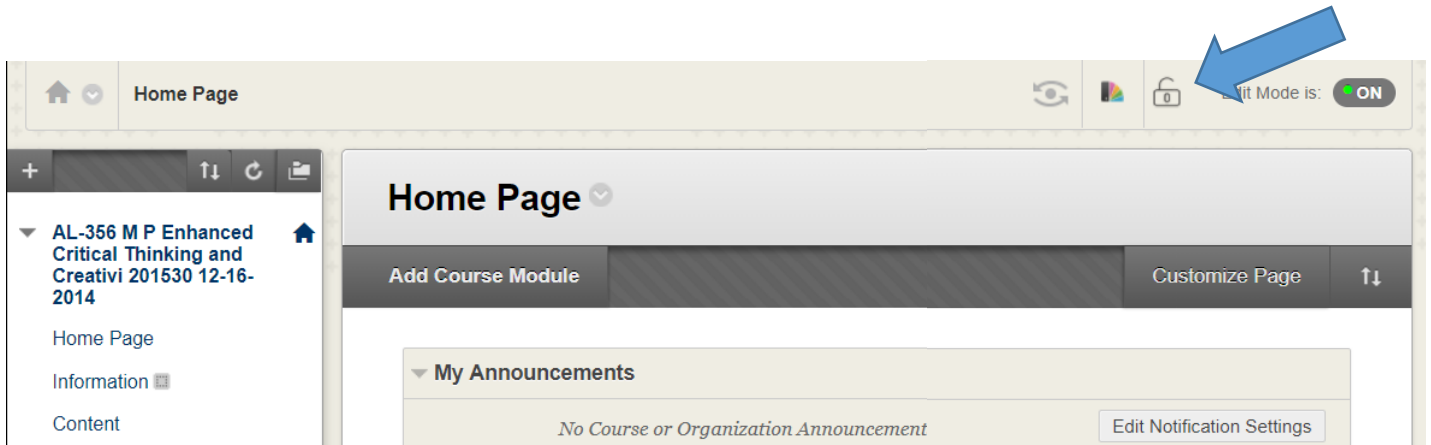 Home Page
0
Edit Mode is: ON
AL-356 M P Enhanced
Critical Thinking and
Creativi 201530 12-16-
2014
Home Page
Information
Content
Home Page
Add Course Module
Customize Page
My Announcements
No Course or Organization Announcement
Edit Notification Settings